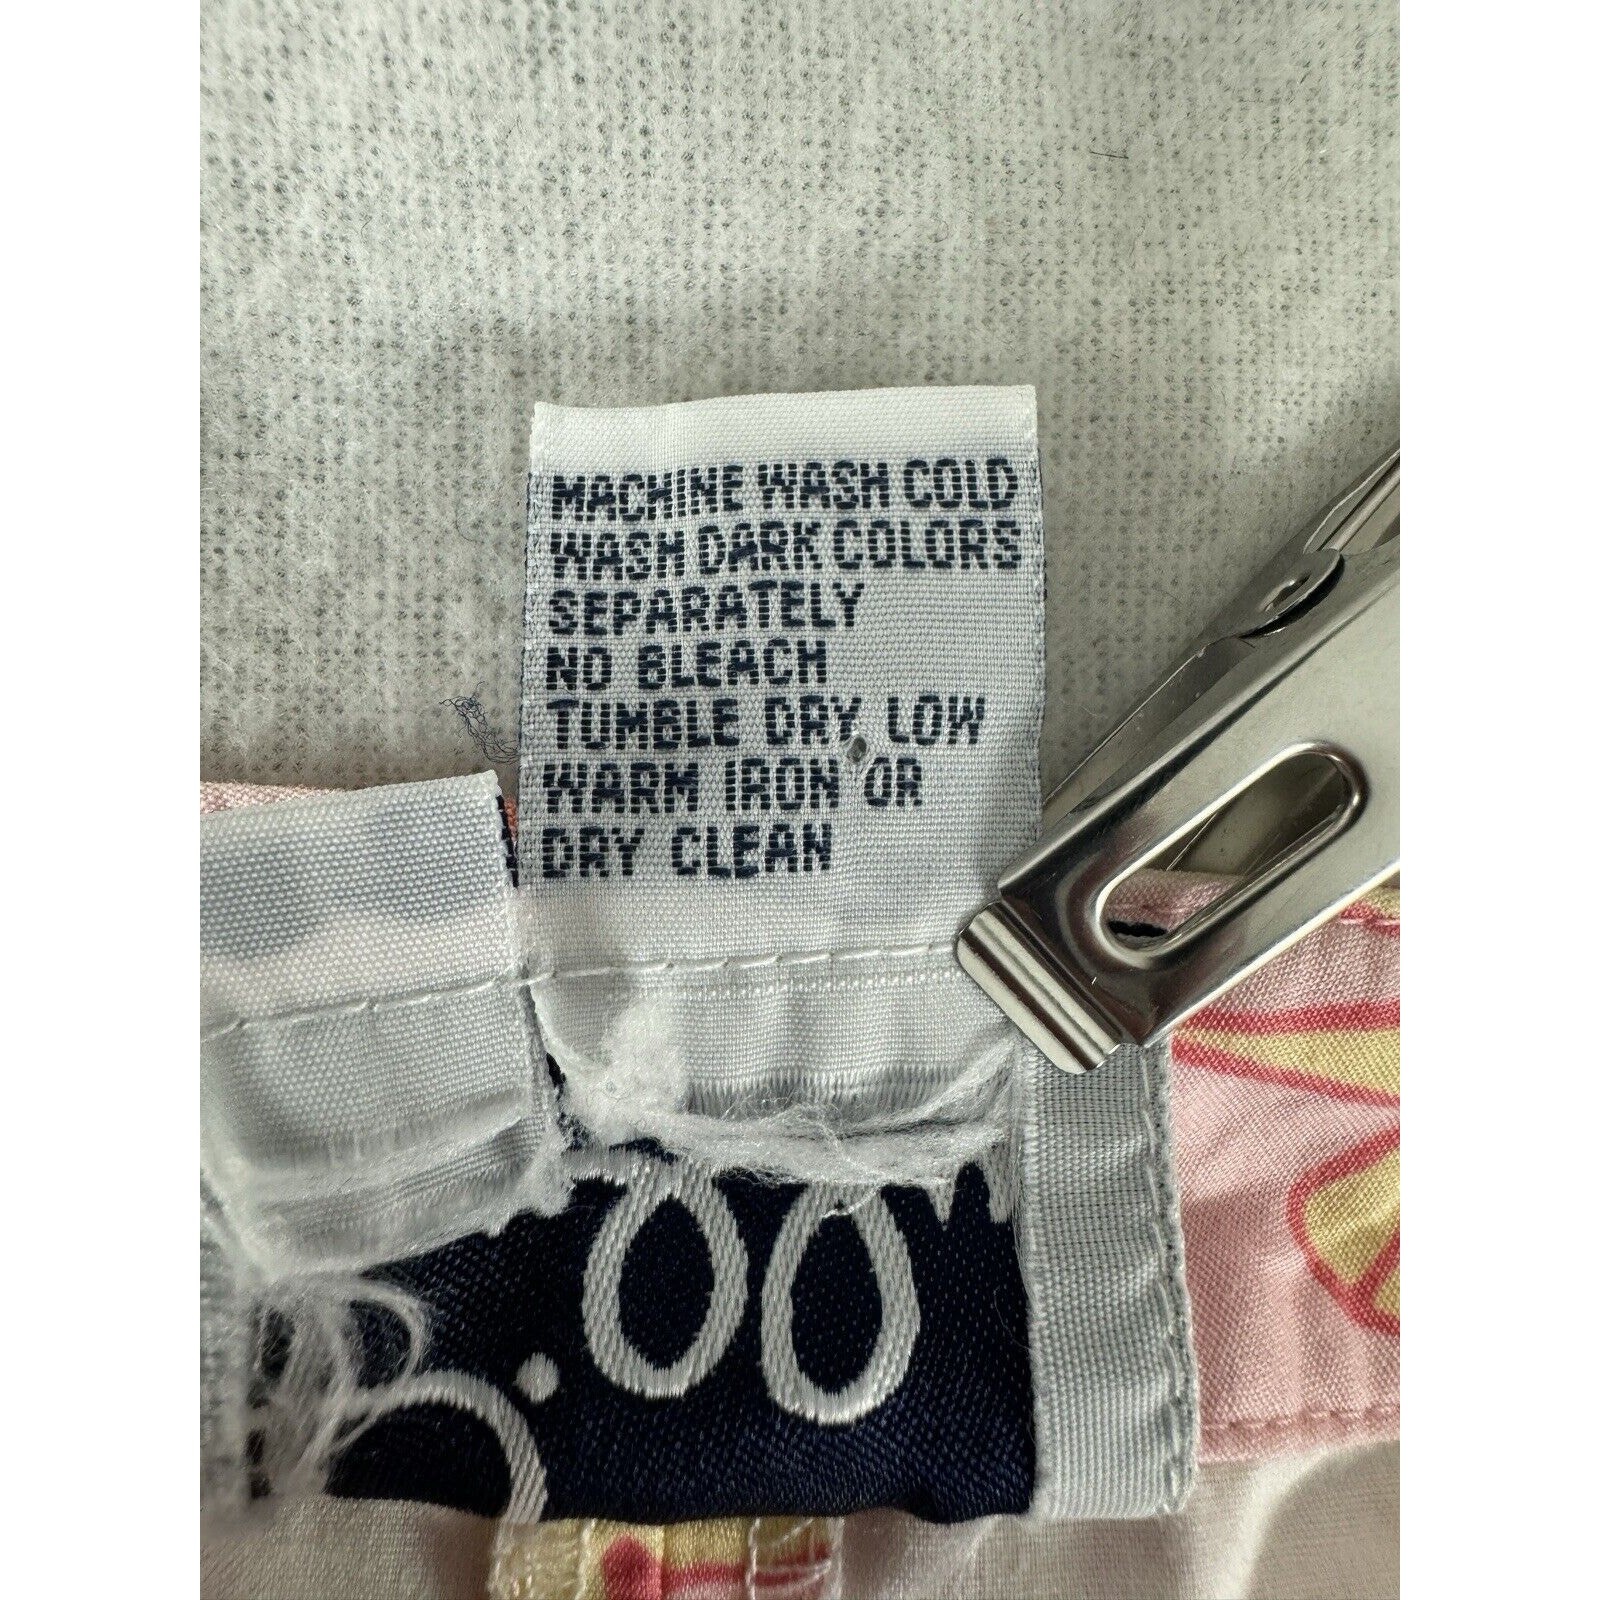 MACHINE WASH COLD
WASH DARK COLORS
SEPARATELY
NO BLEACH
TUMBLE DRY LOW
WARM IRON OR
DRY CLEAN